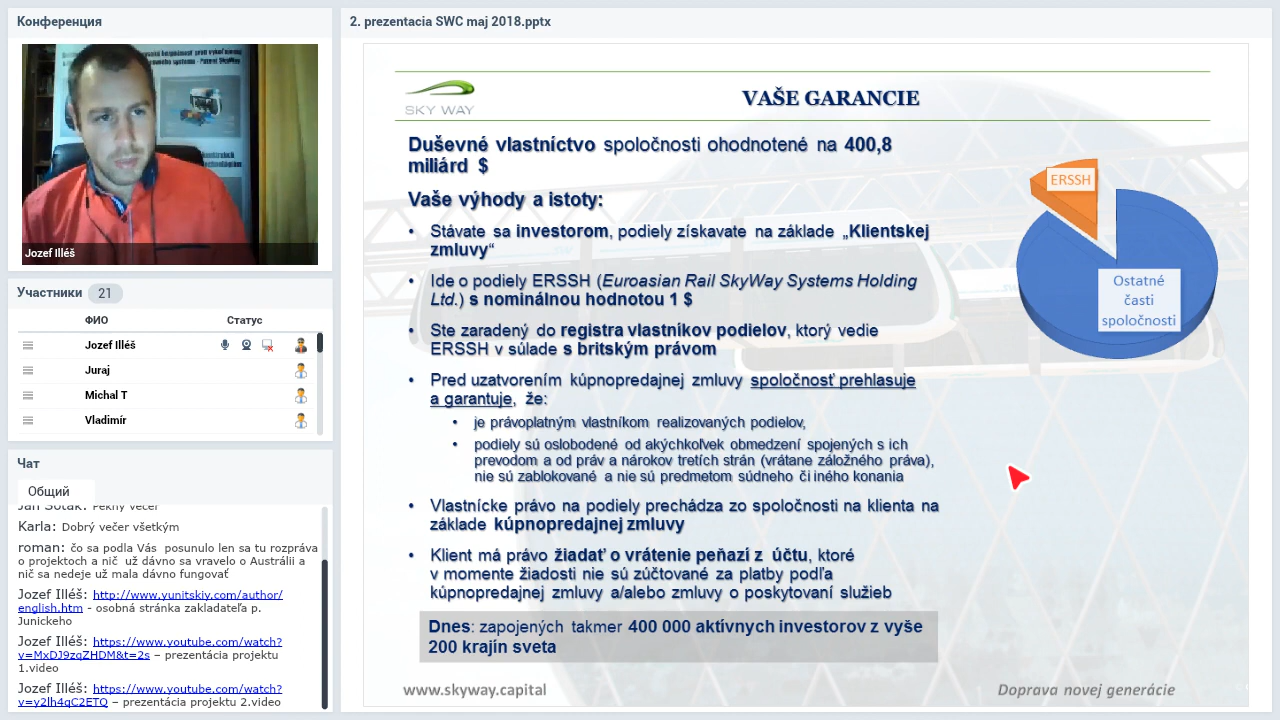 Конференция
Jozef Illéš
Участники 21
ФИО Статус
Jozef Illéš
Juraj
Michal T
Vladimír
Чат
Общий
Karla: Dobrý večer všetkým
roman: čo sa podla Vás posunulo len sa tu rozpráva
o projektoch a nič už dávno sa vravelo o Austrálii a
nič sa nedeje už mala dávno fungovať
Jozef Illéš: http://www.yunitskiy.com/author/
english.htm - osobná stránka zakladateľa p.
Junickeho
Jozef Illéš: https://www.youtube.com/watch?
v=MxDJ9zqZHDM&t=2s – prezentácia projektu
1.video
Jozef Illéš: https://www.youtube.com/watch?
v=y2lh4qC2ETQ – prezentácia projektu 2.video
2. prezentacia SWC maj 2018.pptx
SKY WAY
VAŠE GARANCIE
Duševné vlastníctvo spoločnosti ohodnotené na 400,8
miliárd $
Vaše výhody a istoty:
• Stávate sa investorom, podiely získavate na základe „Klientskej
zmluvy“
• Ide o podiely ERSSH (Euroasian Rail SkyWay Systems Holding
Ltd.) s nominálnou hodnotou 1 $
• Ste zaradený do registra vlastníkov podielov, ktorý vedie
ERSSH v súlade s britským právom
• Pred uzatvorením kúpnopredajnej zmluvy spoločnosť prehlasuje
a garantuje, že:
• je právoplatným vlastníkom realizovaných podielov,
• podiely sú oslobodené od akýchkoľvek obmedzení spojených s ich
prevodom a od práv a nárokov tretích strán (vrátane záložného práva),
nie sú zablokované a nie sú predmetom súdneho či iného konania
• Vlastnícke právo na podiely prechádza zo spoločnosti na klienta na
základe kúpnopredajnej zmluvy
• Klient má právo žiadať o vrátenie peňazí z účtu, ktoré
v momente žiadosti nie sú zúčtované za platby podľa
kúpnopredajnej zmluvy a/alebo zmluvy o poskytovaní služieb
Dnes: zapojených takmer 400 000 aktívnych investorov z vyše
200 krajín sveta
ERSSH
Ostatné
časti
spoločnosti
www.skyway.capital
Doprava novej generácie